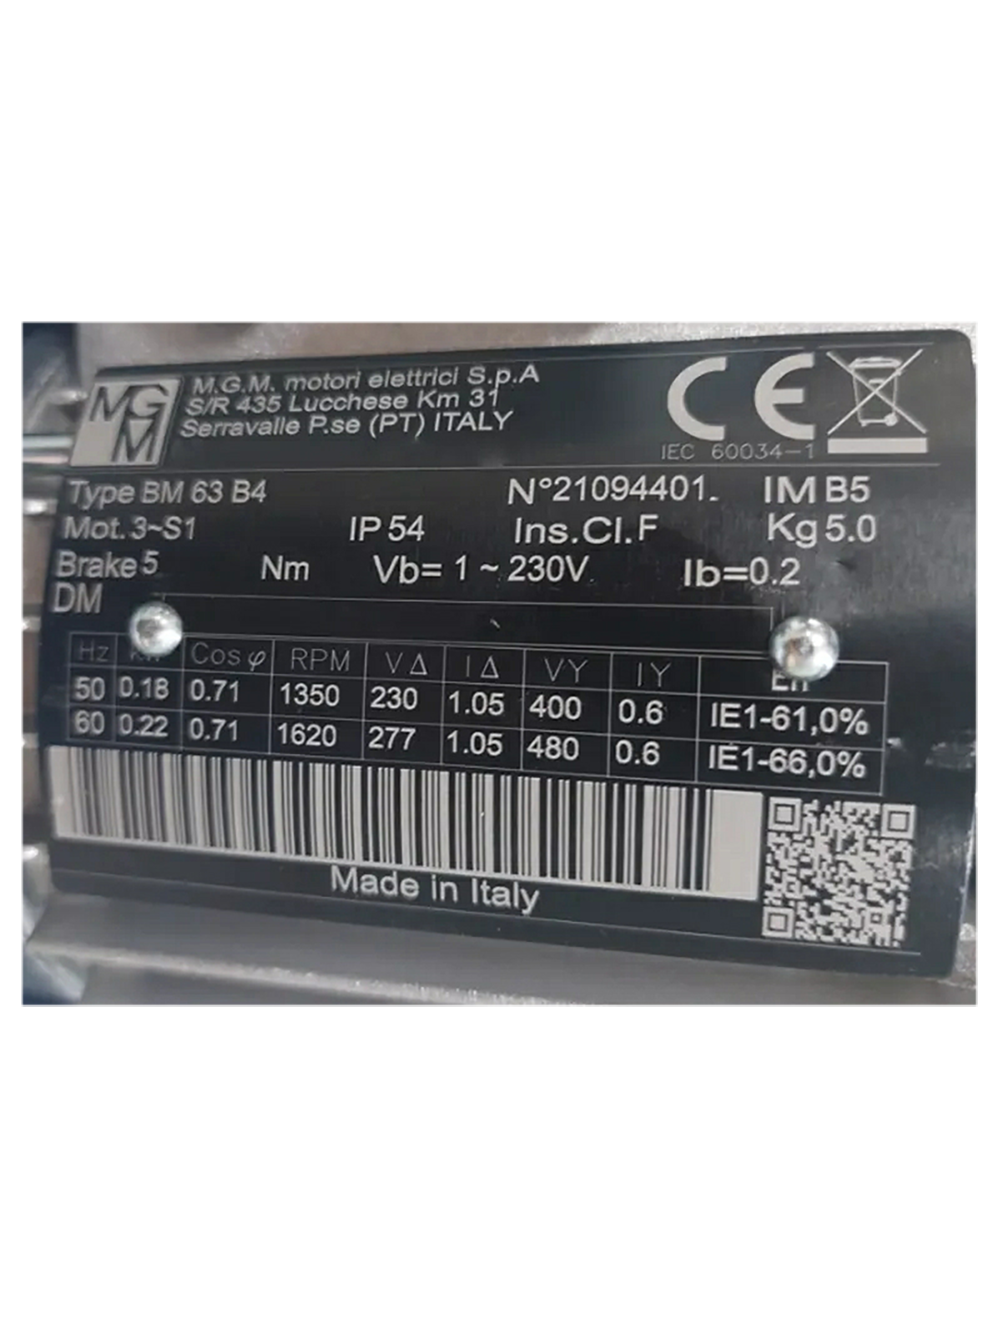 MGM
M.G.M. motori elettrici S.p.A
S/R 435 Lucchese Km 31
Serravalle P.se (PT) ITALY
CE
IEC 60034-1
Type BM 63 B4 N°21094401. IM B5
Mot.3~S1 IP 54 Ins.Cl.F Kg 5.0
Brake 5 Nm Vb= 1 ~ 230V Ib=0.2
DM
Hz Cos φ RPM V Δ I Δ V Y I Y
50 0.18 0.71 1350 230 1.05 400 0.6 IE1-61,0%
60 0.22 0.71 1620 277 1.05 480 0.6 IE1-66,0%
Made in Italy